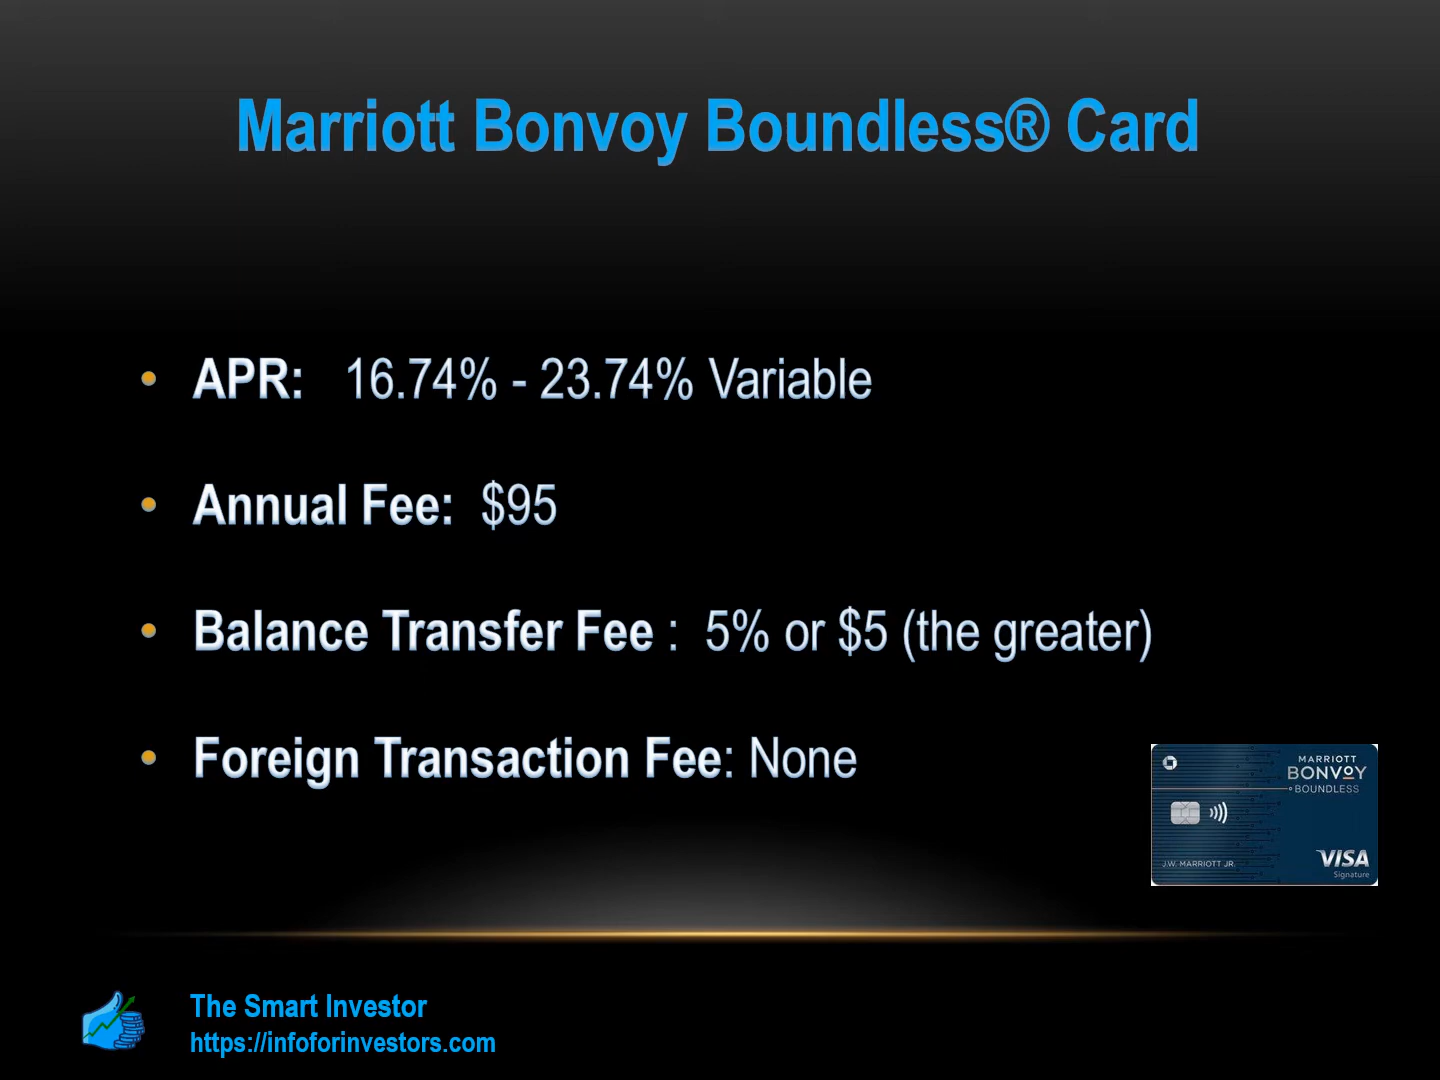 Marriott Bonvoy Boundless® Card
• APR: 16.74% - 23.74% Variable
• Annual Fee: $95
• Balance Transfer Fee : 5% or $5 (the greater)
• Foreign Transaction Fee: None
MARRIOTT
BONVOY
BOUNDLESS
J.W. MARRIOTT JR.
VISA
Signature
The Smart Investor
https://infoforinvestors.com